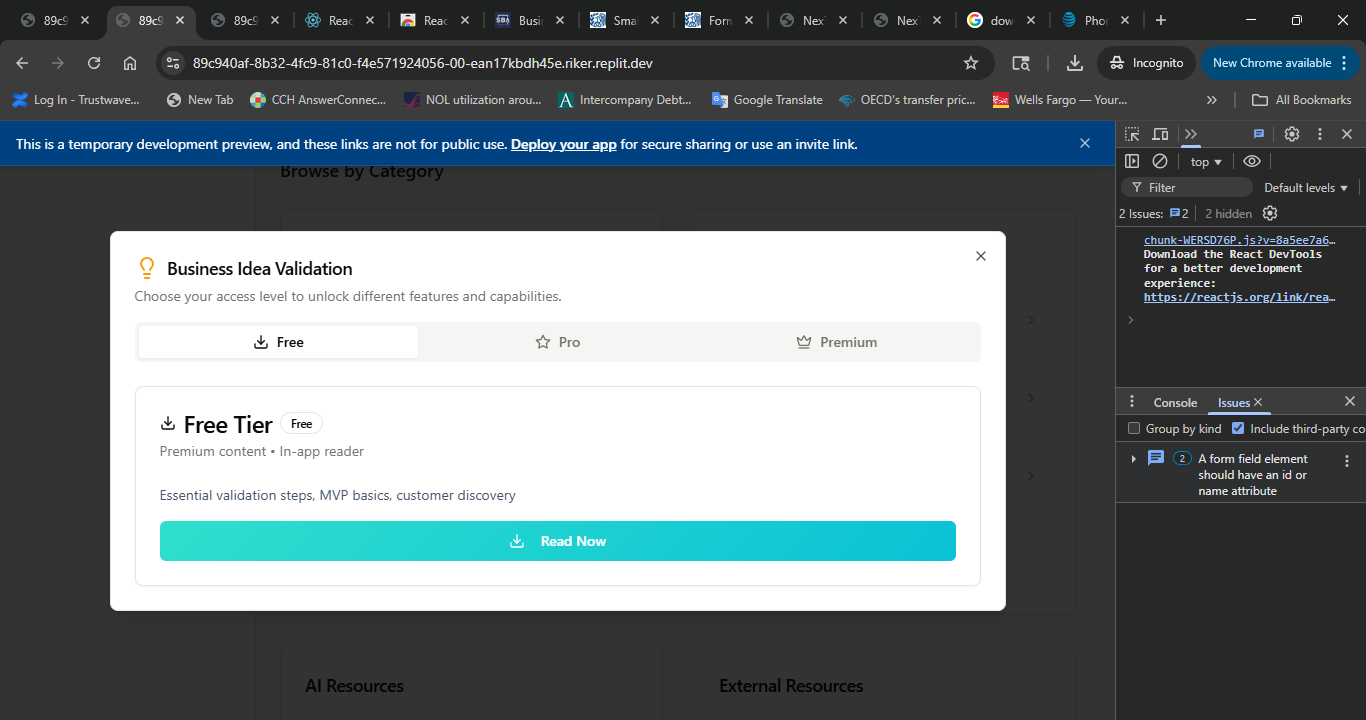 89c9 89c9 89c9 Reac Reac SBA Busin Smal Form Nex Nex dow Phor
89c940af-8b32-4fc9-81c0-f4e571924056-00-ean17kbdh45e.riker.replit.dev Incognito New Chrome available
Log In - Trustwave... New Tab CCH AnswerConnec... NOL utilization arou... Intercompany Debt... Google Translate OECD's transfer pric... Wells Fargo — Your... » All Bookmarks
This is a temporary development preview, and these links are not for public use. Deploy your app for secure sharing or use an invite link.
Browse by Category
Business Idea Validation
Choose your access level to unlock different features and capabilities.
Free Pro Premium
Free Tier Free
Premium content • In-app reader
Essential validation steps, MVP basics, customer discovery
Read Now
AI Resources External Resources
top
Filter Default levels
2 Issues: 2 2 hidden
chunk-WERSD76P.js?v=8a5ee7a6…
Download the React DevTools
for a better development
experience:
https://reactjs.org/link/rea…
Console Issues
Group by kind Include third-party co
2 A form field element
should have an id or
name attribute